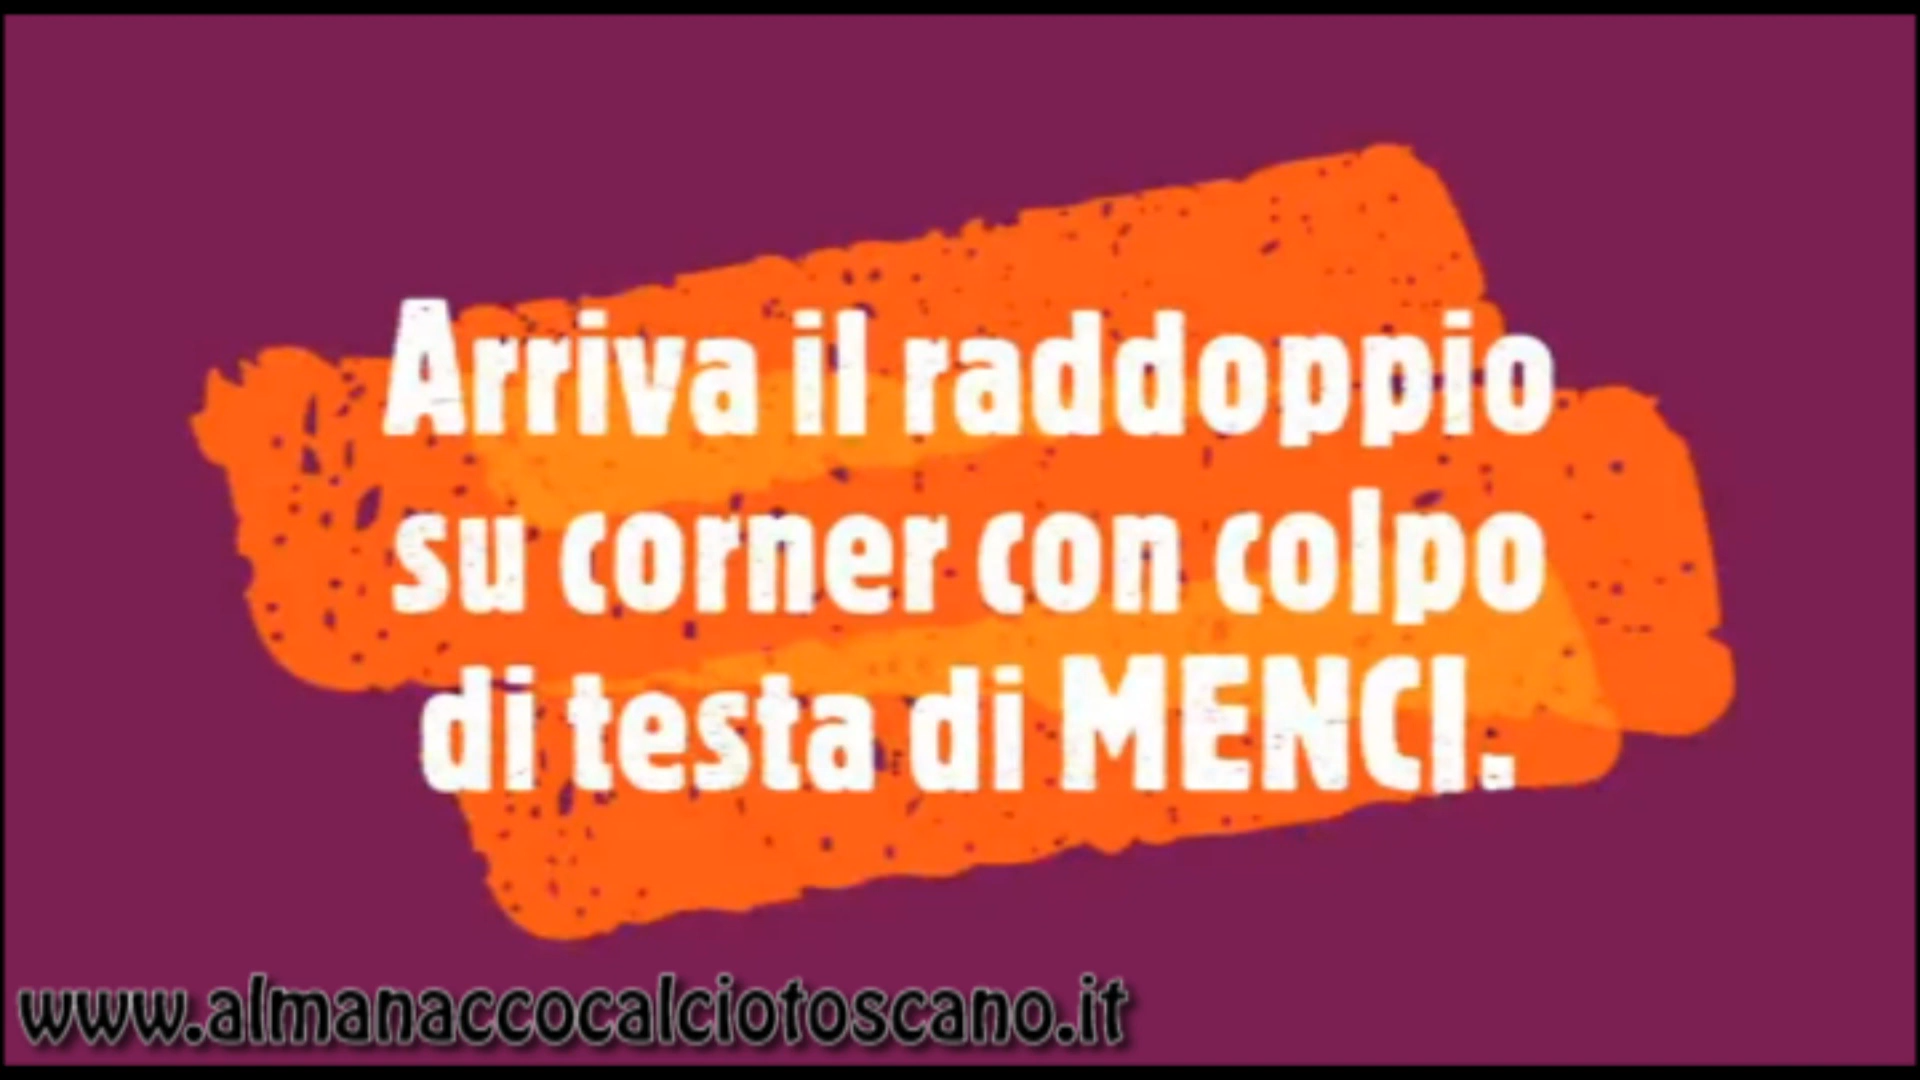 Arriva il raddoppio
su corner con colpo
di testa di MENCI.
www.almanaccocalciotoscano.it